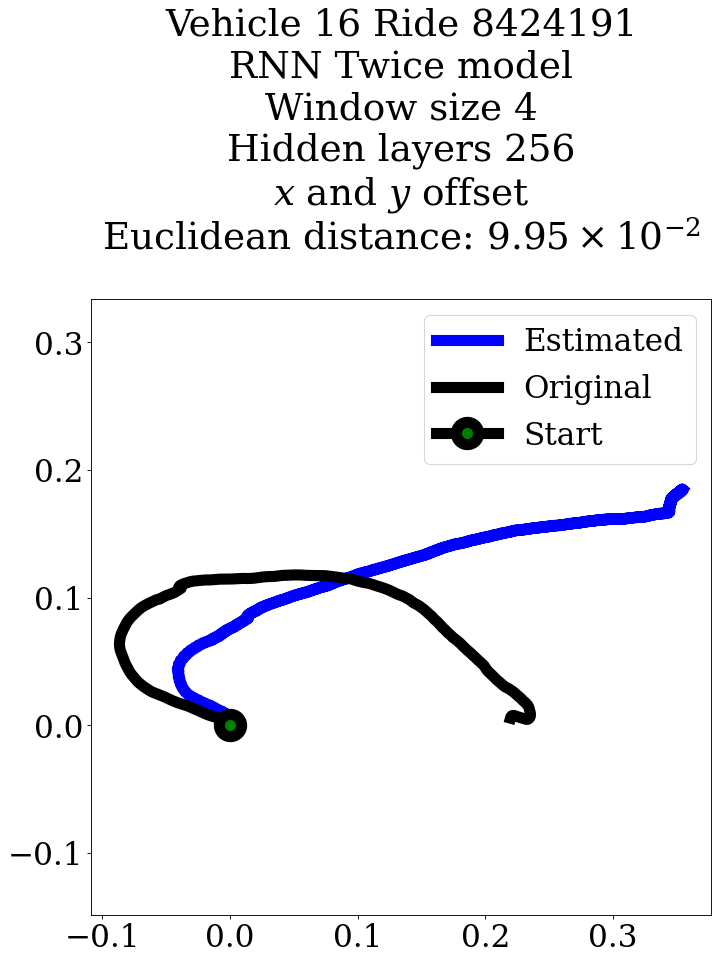 Vehicle 16 Ride 8424191
RNN Twice model
Window size 4
Hidden layers 256
x and y offset
Euclidean distance: 9.95 × 10⁻²
Estimated
Original
Start
0.3
0.2
0.1
0.0
−0.1
−0.1 0.0 0.1 0.2 0.3